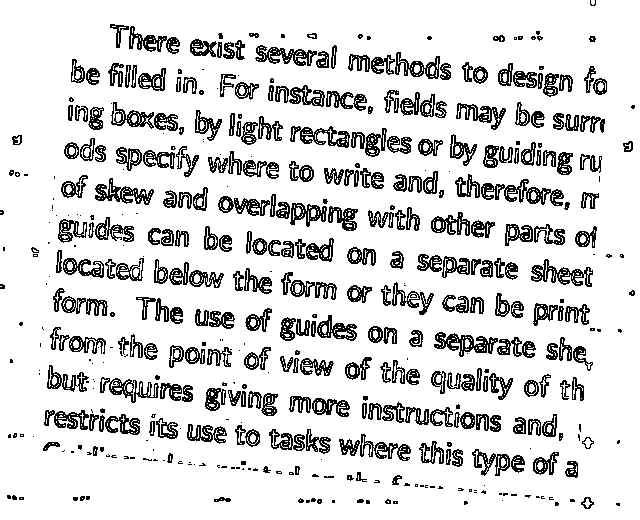 There exist several methods to design fo
be filled in. For instance, fields may be surr
ing boxes, by light rectangles or by guiding ru
ods specify where to write and, therefore, m
of skew and overlapping with other parts of
guides can be located on a separate sheet
located below the form or they can be print
form. The use of guides on a separate she
from the point of view of the quality of th
but requires giving more instructions and,
restricts its use to tasks where this type of a